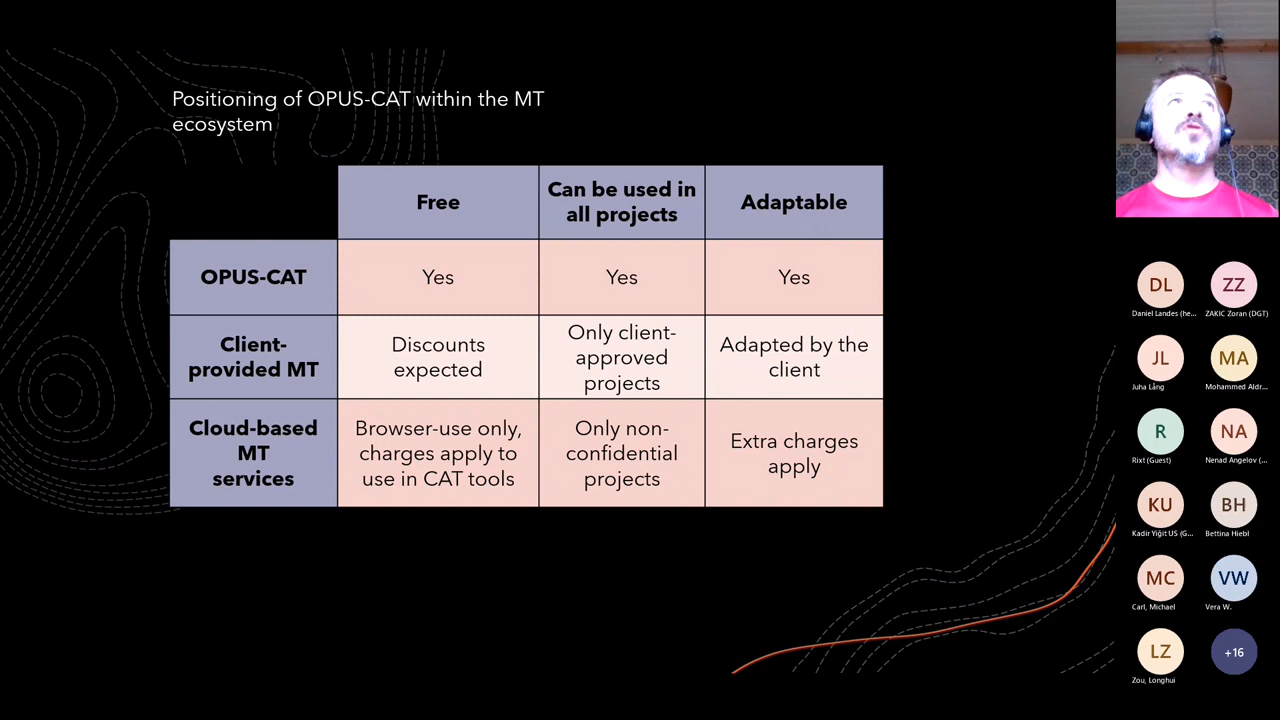 Positioning of OPUS-CAT within the MT
ecosystem
Free
Can be used in
all projects
Adaptable
OPUS-CAT
Yes
Yes
Yes
Client-
provided MT
Discounts
expected
Only client-
approved
projects
Adapted by the
client
Cloud-based
MT
services
Browser-use only,
charges apply to
use in CAT tools
Only non-
confidential
projects
Extra charges
apply
DL
Daniel Landes (he...
ZZ
ZAKIC Zoran (DGT)
JL
Juha Lång
MA
Mohammed Aldr...
R
Rixt (Guest)
NA
Nenad Angelov (...
KU
Kadir Yiğit US (G...
BH
Bettina Hiebl
MC
Carl, Michael
VW
Vera W.
LZ
Zou, Longhui
+16